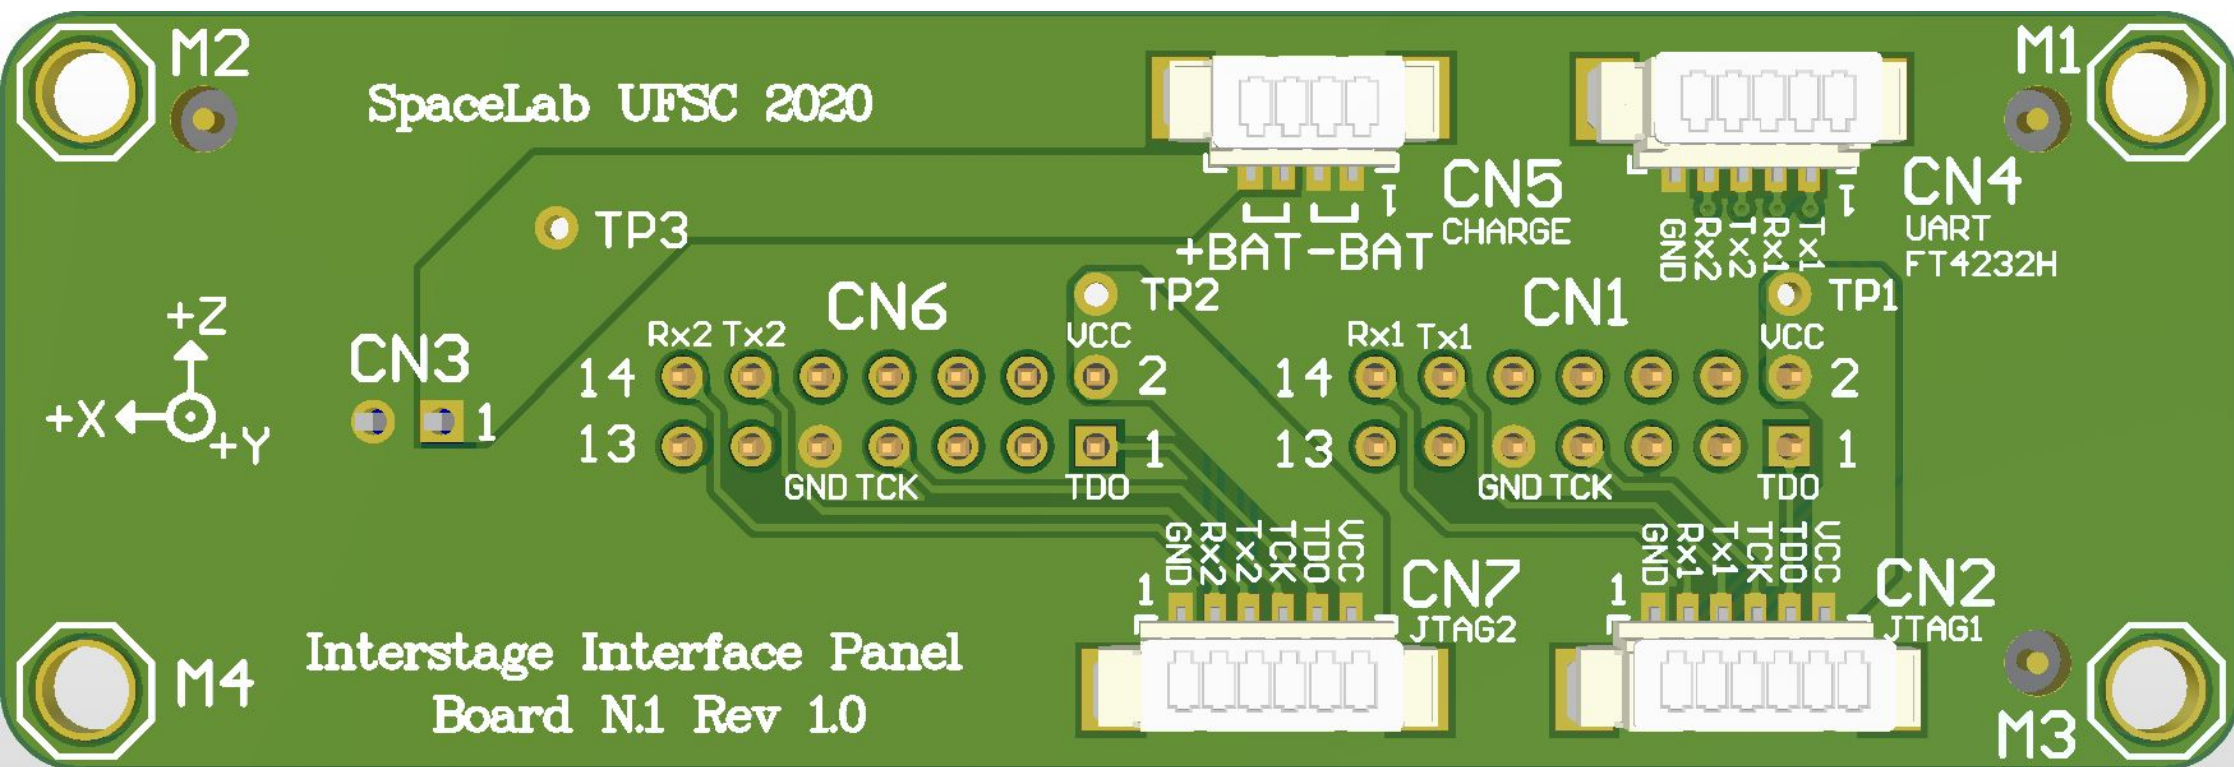 M2
M1
SpaceLab UFSC 2020
CN5
CHARGE
1
+BAT-BAT
CN4
UART
FT4232H
1
GND
Rx2
Tx2
Rx1
Tx1
TP3
TP2
TP1
+Z
+X
+Y
CN3
1
CN6
Rx2 Tx2
VCC
14
2
13
1
GND TCK
TDO
CN1
Rx1 Tx1
VCC
14
2
13
1
GND TCK
TDO
GND
Rx2
Tx2
TCK
TDO
VCC
1
CN7
JTAG2
GND
Rx1
Tx1
TCK
TDO
VCC
1
CN2
JTAG1
Interstage Interface Panel
Board N.1 Rev 1.0
M4
M3